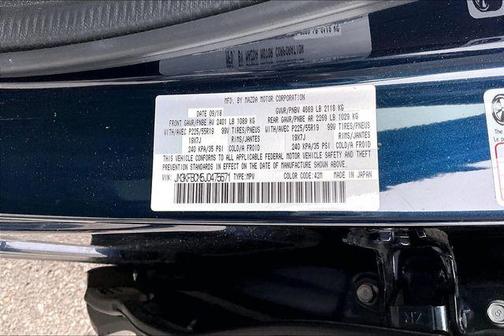 MFD. BY MAZDA MOTOR CORPORATION
DATE 09/18 GVWR/PNBV 4669 LB 2118 KG
FRONT GAWR/PNBE AV 2401 LB 1089 KG REAR GAWR/PNBE AR 2269 LB 1029 KG
WITH/AVEC P225/55R19 99V TIRES/PNEUS WITH/AVEC P225/55R19 99V TIRES/PNEUS
19X7J RIMS/JANTES 19X7J RIMS/JANTES
240 KPA/35 PSI COLD/A FROID 240 KPA/35 PSI COLD/A FROID
THIS VEHICLE CONFORMS TO ALL APPLICABLE FEDERAL MOTOR VEHICLE SAFETY BUMPER AND
THEFT PREVENTION STANDARDS IN EFFECT ON THE DATE OF MANUFACTURE SHOWN ABOVE.
VIN: TYPE:MPV COLOR: 42M MADE IN JAPAN